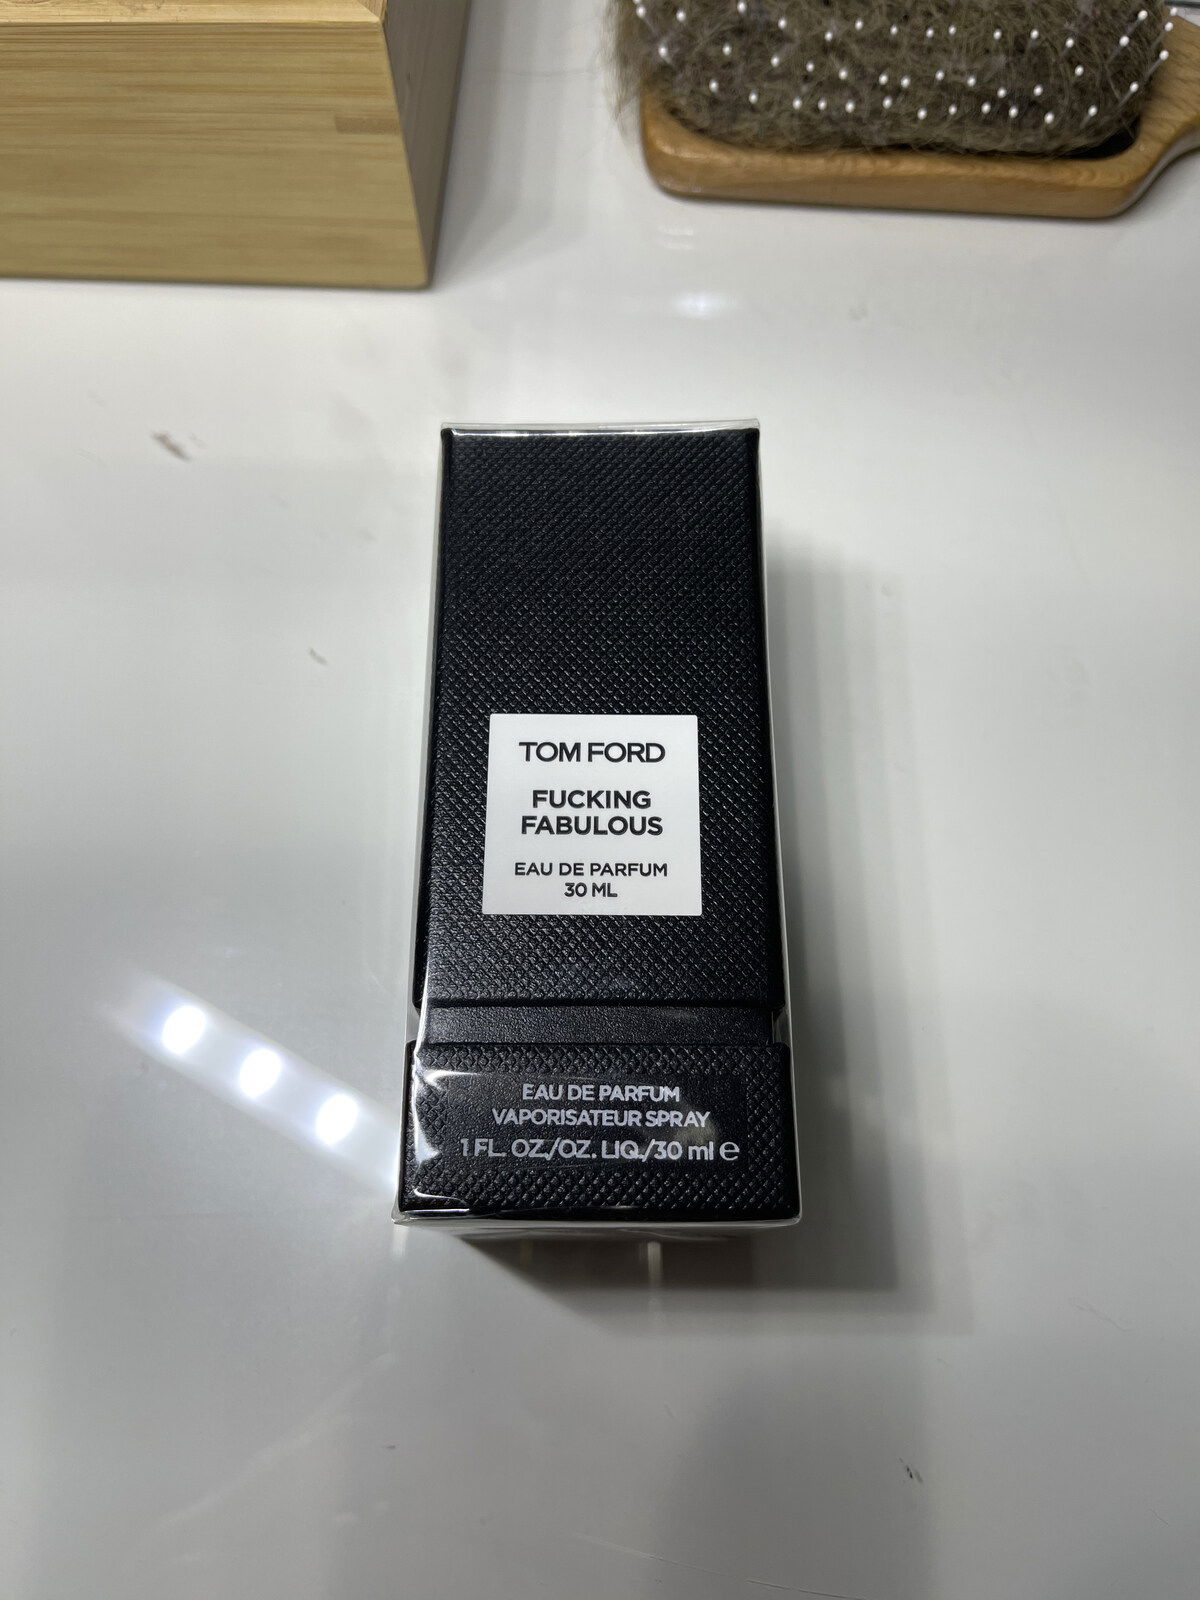 TOM FORD
FUCKING
FABULOUS
EAU DE PARFUM
30 ML
EAU DE PARFUM
VAPORISATEUR SPRAY
1 FL. OZ./OZ. LIQ./30 ml e